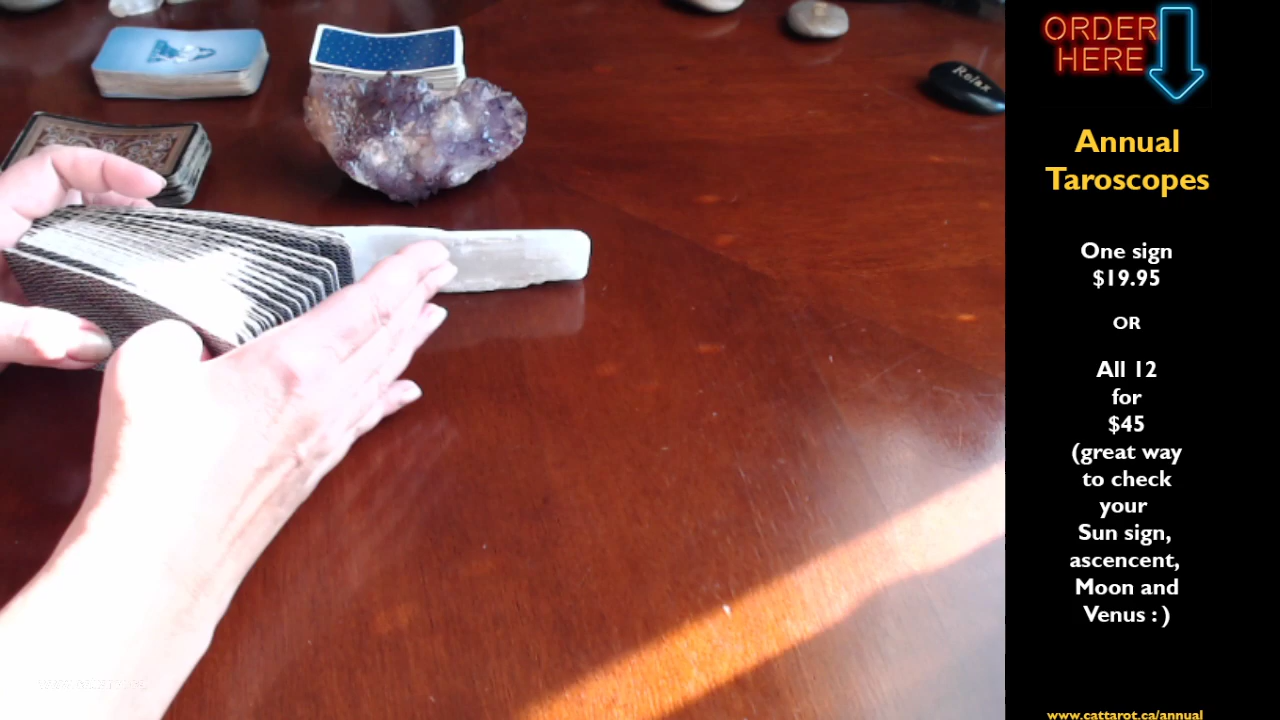 ORDER
HERE
Relax
Annual
Taroscopes
One sign
$19.95
OR
All 12
for
$45
(great way
to check
your
Sun sign,
ascencent,
Moon and
Venus : )
www.cattarot.ca/annual